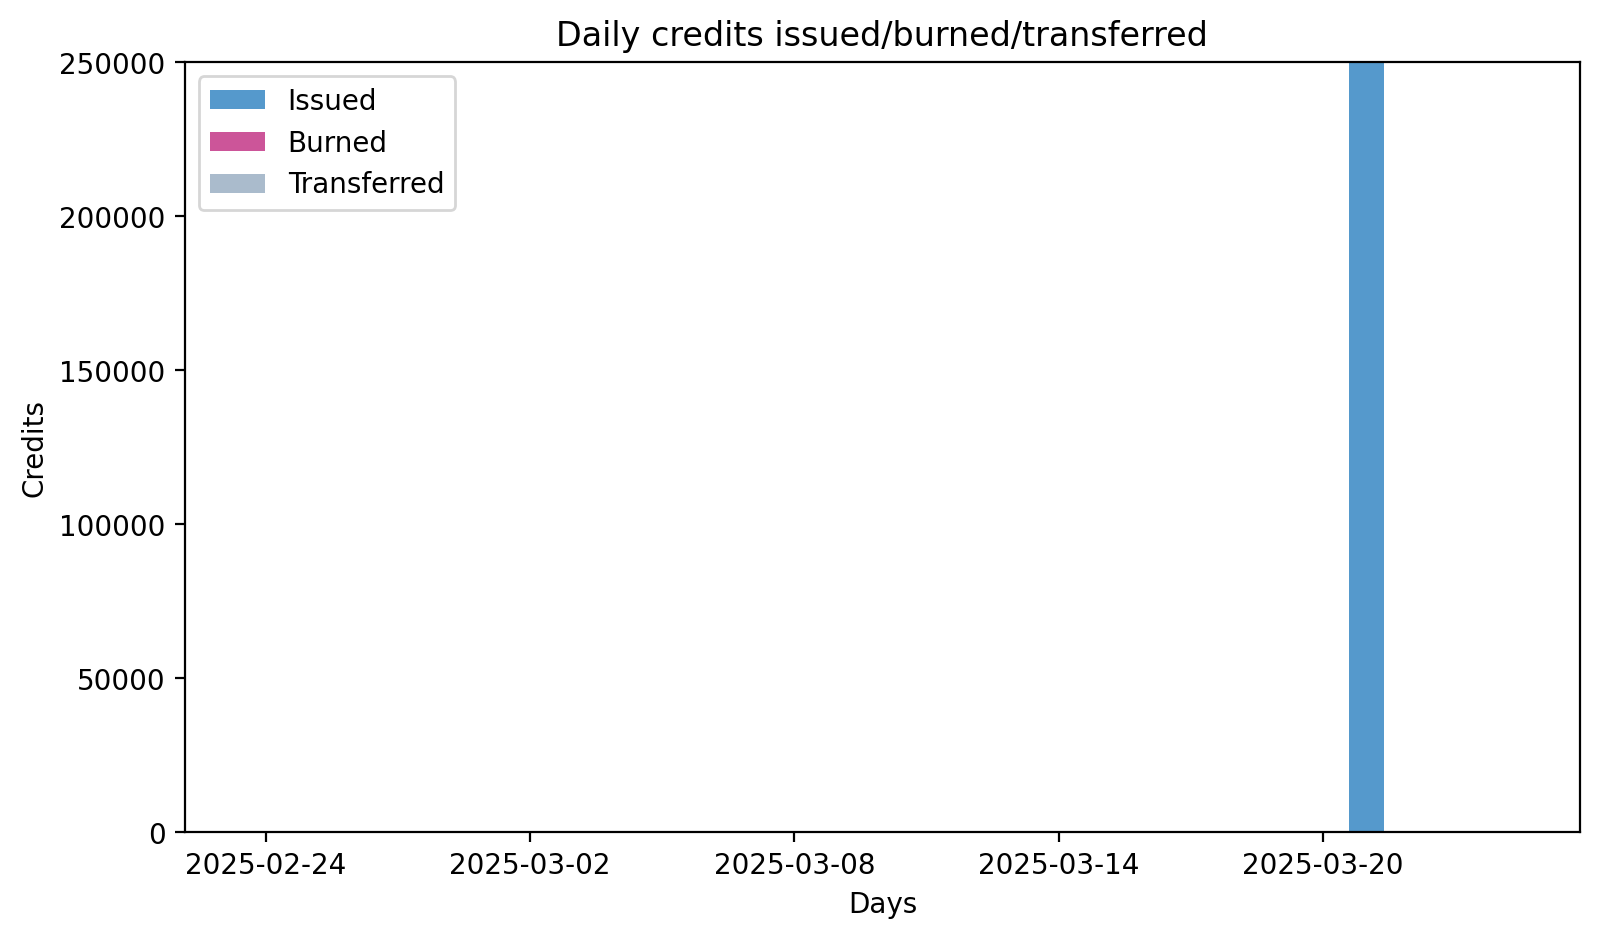 Daily credits issued/burned/transferred
250000
200000
150000
100000
50000
0
Credits
Issued
Burned
Transferred
2025-02-24
2025-03-02
2025-03-08
2025-03-14
2025-03-20
Days